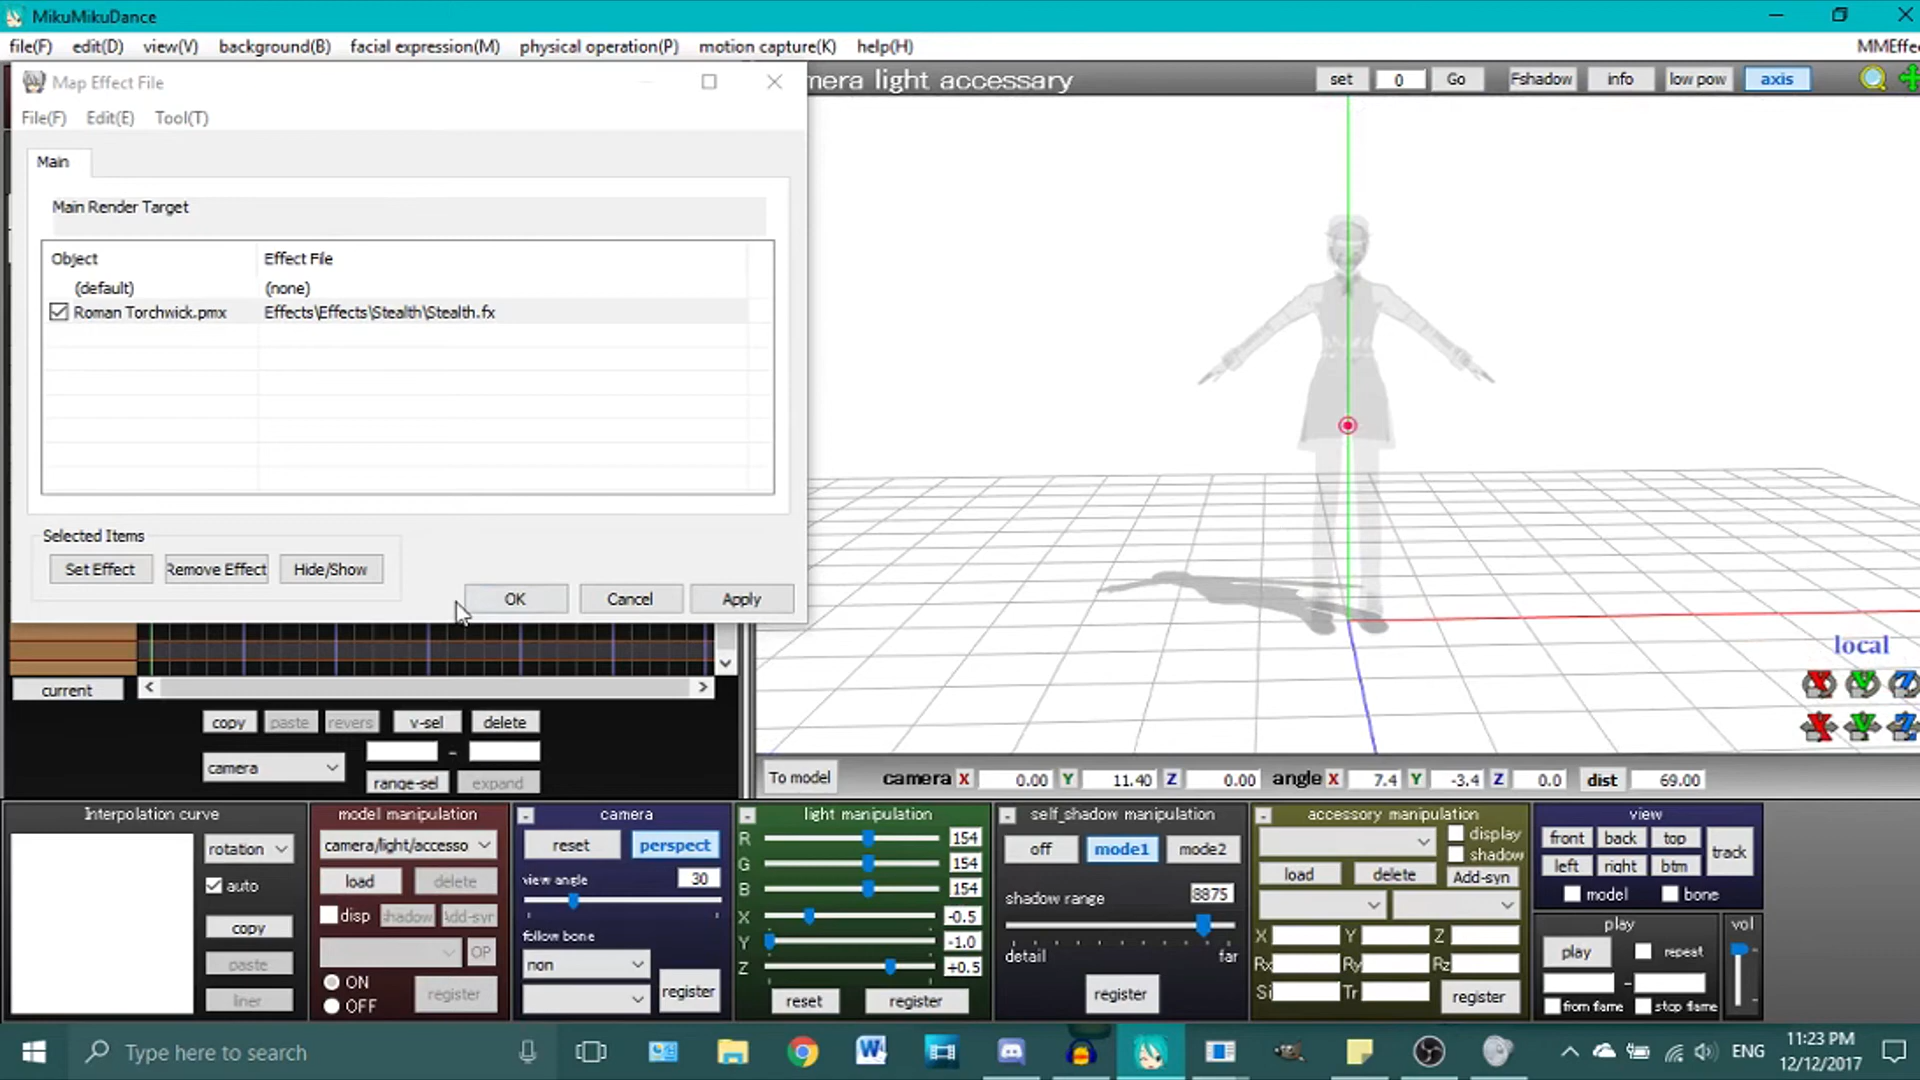 MikuMikuDance
file(F) edit(D) view(V) background(B) facial expression(M) physical operation(P) motion capture(K) help(H)
MMEffe
Map Effect File
mera light accessary
set 0 Go Fshadow info low pow axis
File(F) Edit(E) Tool(T)
Main
Main Render Target
Object Effect File
(default) (none)
Roman Torchwick.pmx Effects\Effects\Stealth\Stealth.fx
Selected Items
Set Effect Remove Effect Hide/Show
OK Cancel Apply
local
X Y Z
X Y Z
current
copy paste revers v-sel delete
camera -
range-sel expand
To model camera X 0.00 Y 11.40 Z 0.00 angle X 7.4 Y -3.4 Z 0.0 dist 69.00
Interpolation curve
rotation
auto
copy
paste
liner
model manipulation
camera/light/accesso
load delete
disp shadow Add-syn
OP
ON
OFF
register
- camera
reset perspect
view angle 30
follow bone
non
register
- light manipulation
R 154
G 154
B 154
X -0.5
Y -1.0
Z +0.5
reset register
- self_shadow manipulation
off mode1 mode2
shadow range 8875
detail far
register
- accessory manipulation
display
shadow
load delete Add-syn
X Y Z
Rx Ry Rz
Si Tr register
view
front back top
left right btm
track
model bone
play
play repeat
-
from flame stop flame
vol
Type here to search
ENG
11:23 PM
12/12/2017